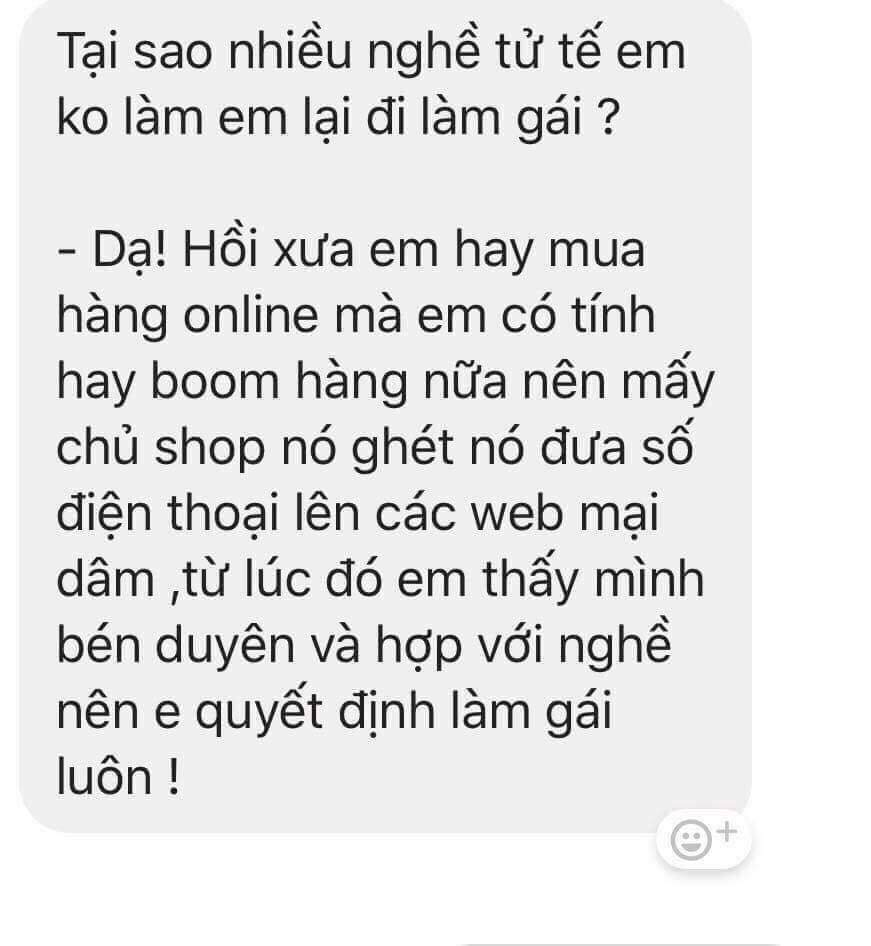 Tại sao nhiều nghề tử tế em
ko làm em lại đi làm gái ?
- Dạ! Hồi xưa em hay mua
hàng online mà em có tính
hay boom hàng nữa nên mấy
chủ shop nó ghét nó đưa số
điện thoại lên các web mại
dâm ,từ lúc đó em thấy mình
bén duyên và hợp với nghề
nên e quyết định làm gái
luôn !